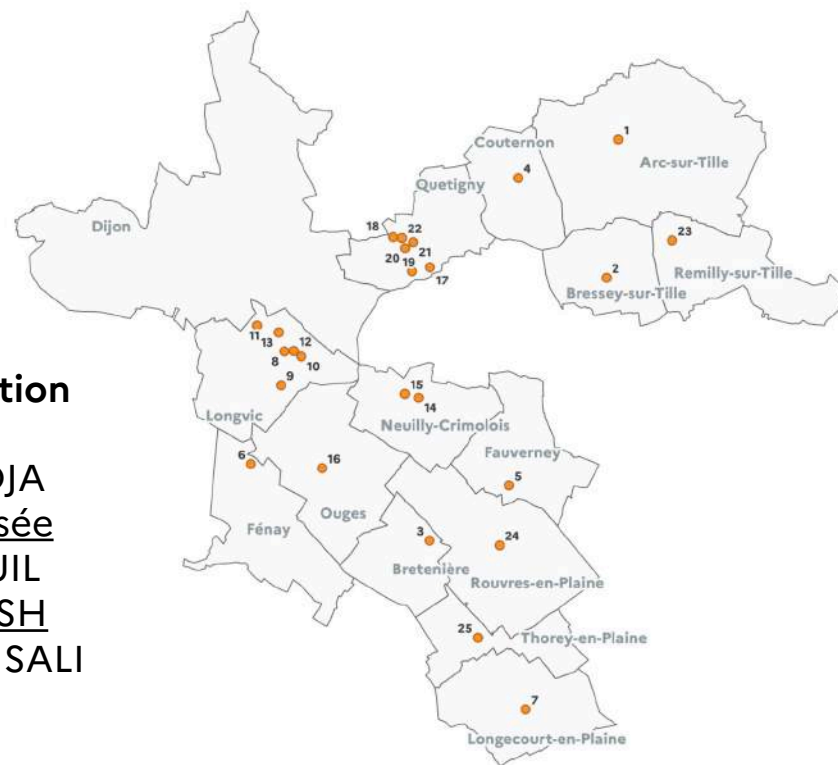 1
Couternon
4
Arc-sur-Tille
Quetigny
Dijon
18
22
23
20
19
21
17
2
Remilly-sur-Tille
Bressey-sur-Tille
11
13
12
8
10
9
15
14
Longvic
Neuilly-Crimolois
6
16
Fauverney
5
Ouges
Fénay
3
24
Bretenière
Rouvres-en-Plaine
25
Thorey-en-Plaine
7
Longecourt-en-Plaine
tion
DJA
sée
UIL
SH
SALI